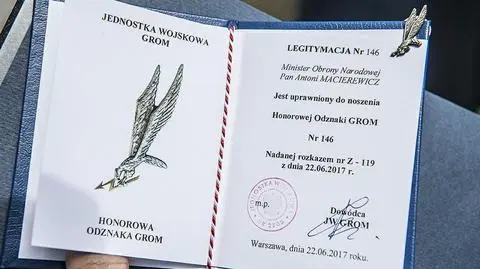 JEDNOSTKA WOJSKOWA
GROM
HONOROWA
ODZNAKA GROM
LEGITYMACJA Nr 146
Minister Obrony Narodowej
Pan Antoni MACIEREWICZ
Jest uprawniony do noszenia
Honorowej Odznaki GROM
Nr 146
Nadanej rozkazem nr Z - 119
z dnia 22.06.2017 r.
m.p.
Dowódca
JW GROM
Warszawa, dnia 22.06.2017 r.